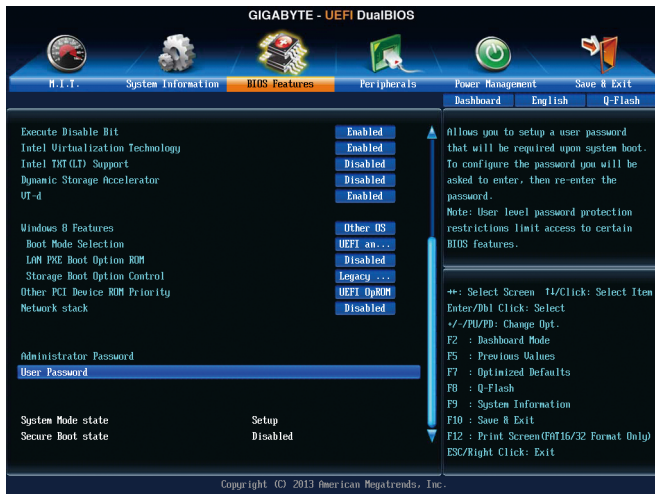 GIGABYTE - UEFI DualBIOS
M.I.T. System Information BIOS Features Peripherals Power Management Save & Exit
Dashboard English Q-Flash
Execute Disable Bit Enabled
Intel Virtualization Technology Enabled
Intel TXT(LT) Support Disabled
Dynamic Storage Accelerator Disabled
VT-d Enabled
Windows 8 Features Other OS
Boot Mode Selection UEFI an...
LAN PXE Boot Option ROM Disabled
Storage Boot Option Control Legacy ...
Other PCI Device ROM Priority UEFI OpROM
Network stack Disabled
Administrator Password
User Password
System Mode state Setup
Secure Boot state Disabled
Allows you to setup a user password
that will be required upon system boot.
To configure the password you will be
asked to enter, then re-enter the
password.
Note: User level password protection
restrictions limit access to certain
BIOS features.
→←: Select Screen ↑↓/Click: Select Item
Enter/Dbl Click: Select
+/-/PU/PD: Change Opt.
F2 : Dashboard Mode
F5 : Previous Values
F7 : Optimized Defaults
F8 : Q-Flash
F9 : System Information
F10 : Save & Exit
F12 : Print Screen(FAT16/32 Format Only)
ESC/Right Click: Exit
Copyright (C) 2013 American Megatrends, Inc.